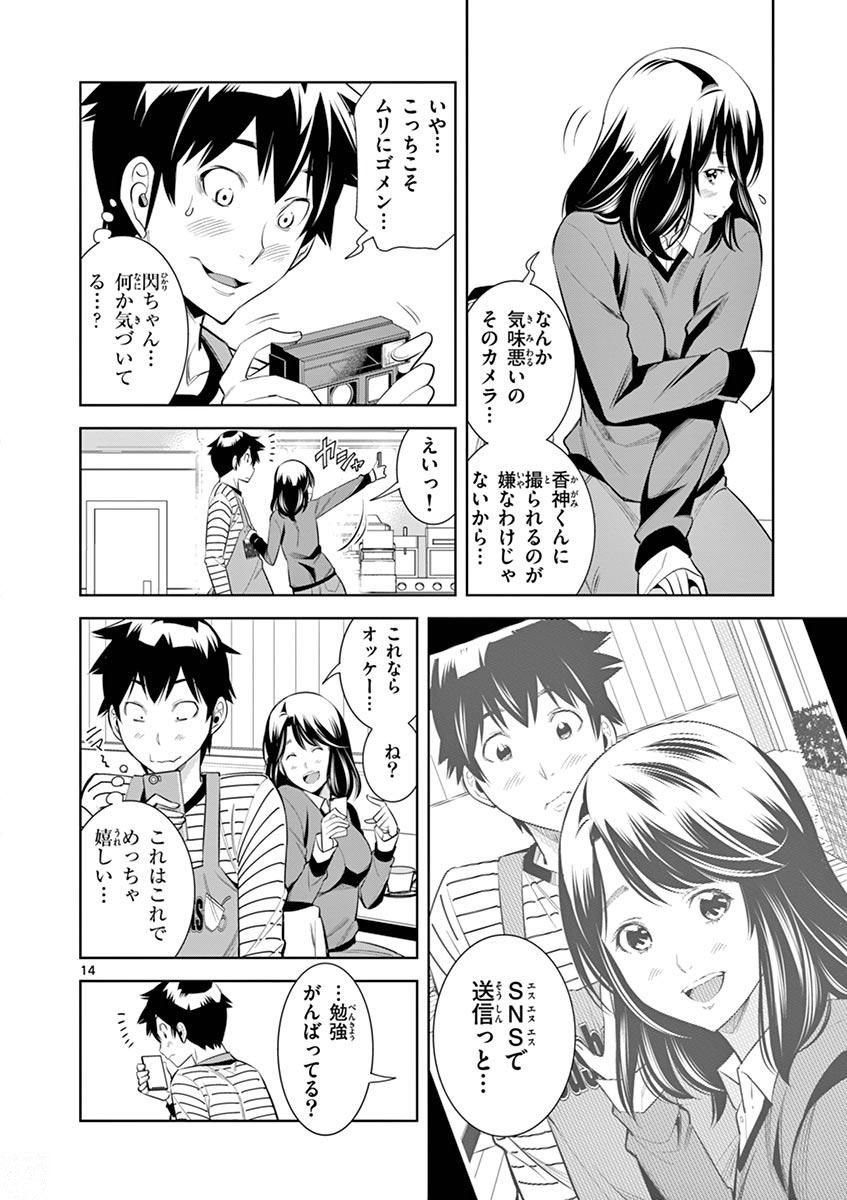 なんか
気味悪いの
そのカメラ…
香神くんに
撮られるのが
嫌なわけじゃ
ないから…
いや…
こっちこそ
ムリにゴメン…
閃ちゃん…
何か気づいて
る…?
えいっ!
カシャ
SNSで
送信っと…
これなら
オッケー…
ね?
これはこれで
めっちゃ
嬉しい…
…勉強
がんばってる?
14